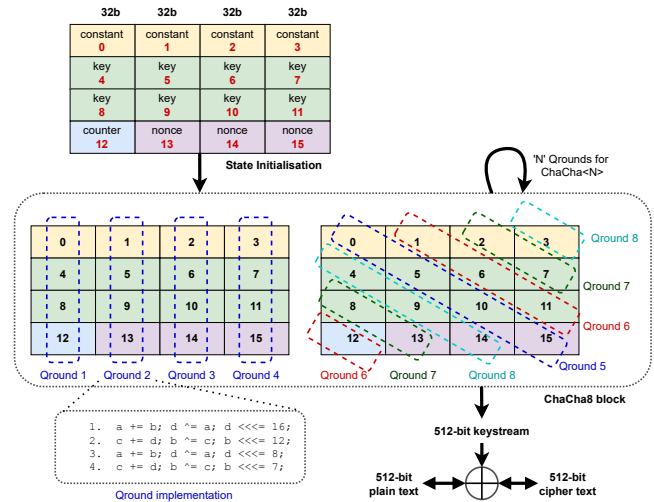 32b 32b 32b 32b
constant constant constant constant
0 1 2 3
key key key key
4 5 6 7
key key key key
8 9 10 11
counter nonce nonce nonce
12 13 14 15
State Initialisation
'N' Qrounds for
ChaCha<N>
0 1 2 3
4 5 6 7
8 9 10 11
12 13 14 15
Qround 1 Qround 2 Qround 3 Qround 4
0 1 2 3
4 5 6 7
8 9 10 11
12 13 14 15
Qround 8
Qround 7
Qround 6
Qround 5
Qround 6 Qround 7 Qround 8
ChaCha8 block
1. a += b; d ^= a; d <<<= 16;
2. c += d; b ^= c; b <<<= 12;
3. a += b; d ^= a; d <<<= 8;
4. c += d; b ^= c; b <<<= 7;
Qround implementation
512-bit keystream
512-bit
plain text
512-bit
cipher text